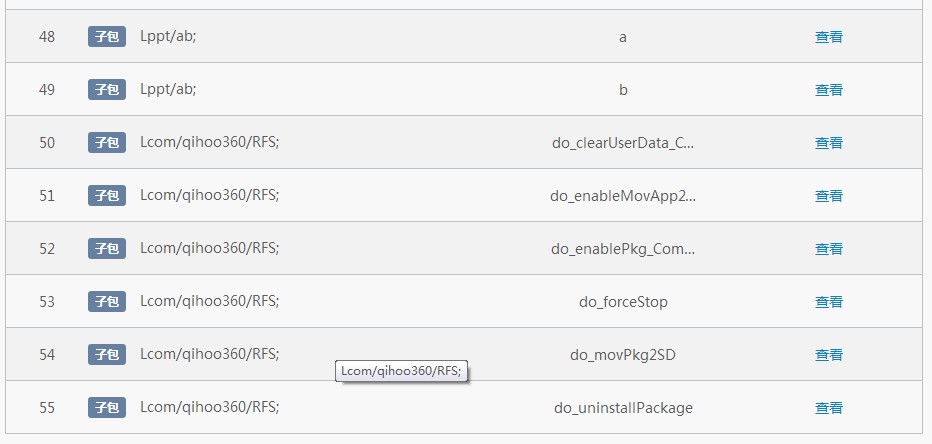 48 子包 Lppt/ab; a 查看
49 子包 Lppt/ab; b 查看
50 子包 Lcom/qihoo360/RFS; do_clearUserData_C... 查看
51 子包 Lcom/qihoo360/RFS; do_enableMovApp2... 查看
52 子包 Lcom/qihoo360/RFS; do_enablePkg_Com... 查看
53 子包 Lcom/qihoo360/RFS; do_forceStop 查看
54 子包 Lcom/qihoo360/RFS; do_movPkg2SD 查看
Lcom/qihoo360/RFS;
55 子包 Lcom/qihoo360/RFS; do_uninstallPackage 查看